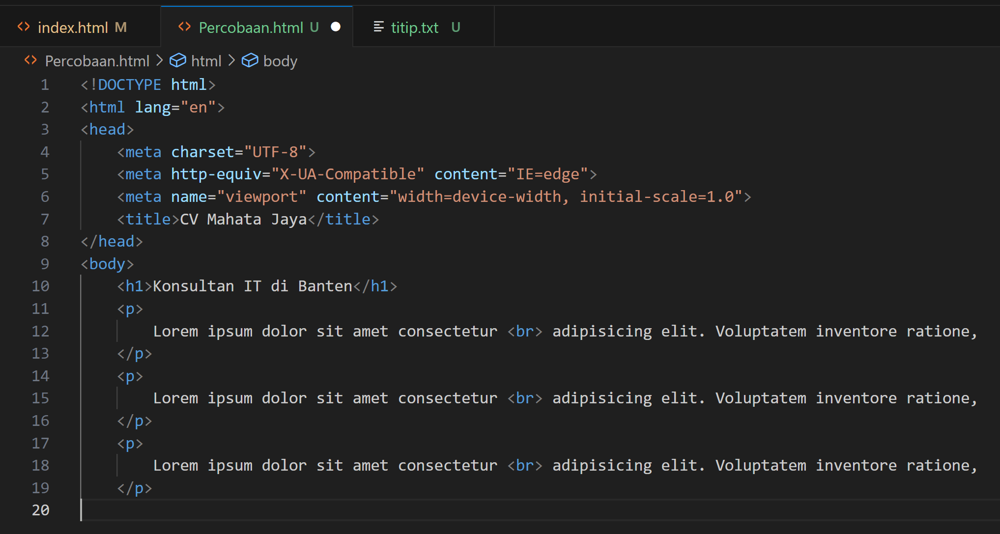 index.html M Percobaan.html U titip.txt U
Percobaan.html > html > body
1 <!DOCTYPE html>
2 <html lang="en">
3 <head>
4     <meta charset="UTF-8">
5     <meta http-equiv="X-UA-Compatible" content="IE=edge">
6     <meta name="viewport" content="width=device-width, initial-scale=1.0">
7     <title>CV Mahata Jaya</title>
8 </head>
9 <body>
10     <h1>Konsultan IT di Banten</h1>
11     <p>
12         Lorem ipsum dolor sit amet consectetur <br> adipisicing elit. Voluptatem inventore ratione,
13     </p>
14     <p>
15         Lorem ipsum dolor sit amet consectetur <br> adipisicing elit. Voluptatem inventore ratione,
16     </p>
17     <p>
18         Lorem ipsum dolor sit amet consectetur <br> adipisicing elit. Voluptatem inventore ratione,
19     </p>
20